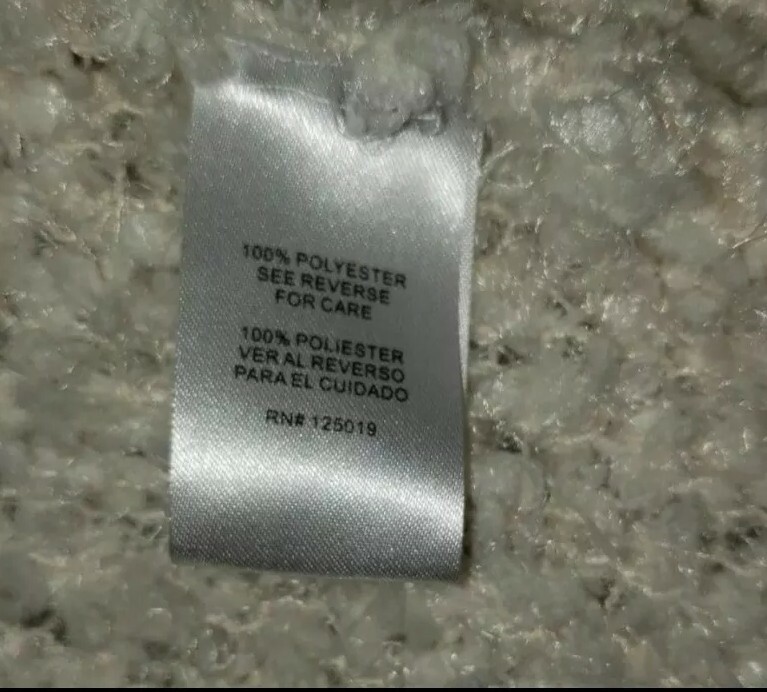 100% POLYESTER
SEE REVERSE
FOR CARE
100% POLIESTER
VER AL REVERSO
PARA EL CUIDADO
RN# 125019